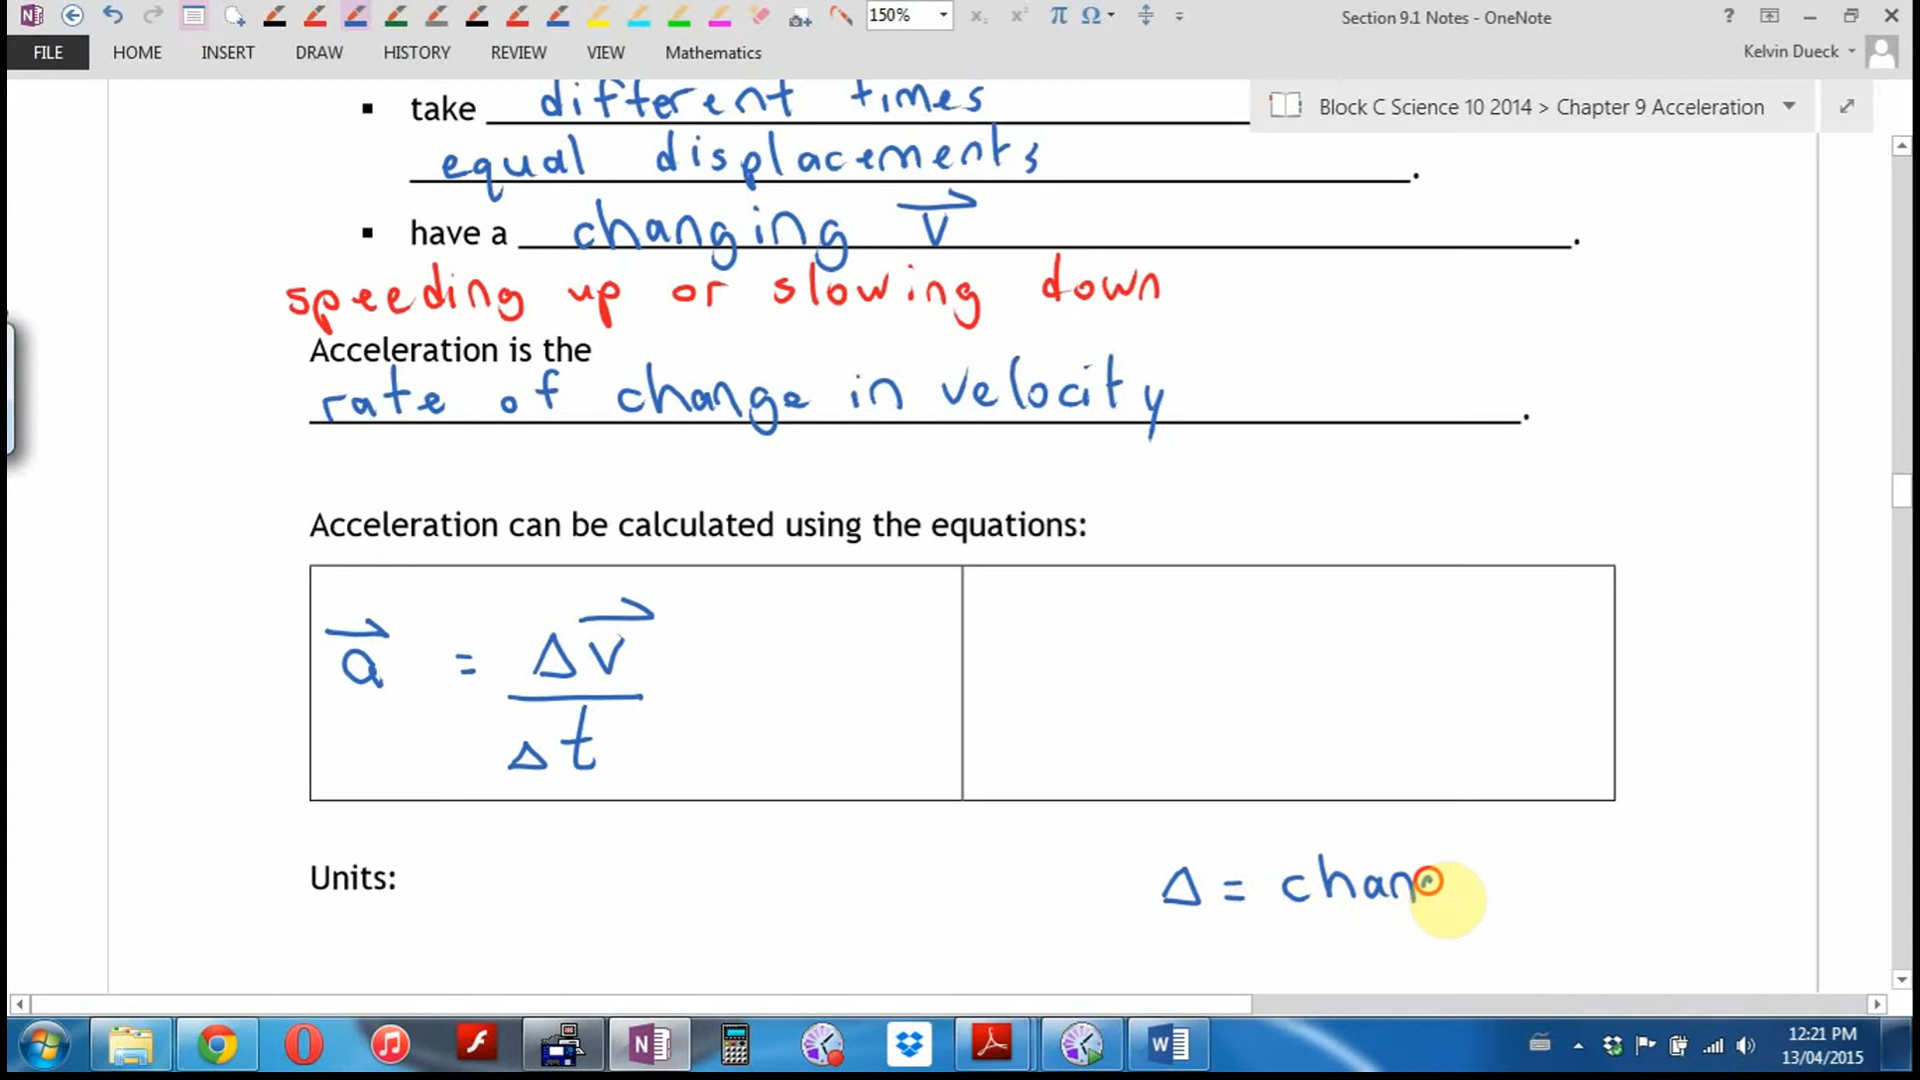 150%
x₂ x² π Ω
Section 9.1 Notes - OneNote
?
FILE HOME INSERT DRAW HISTORY REVIEW VIEW Mathematics
Kelvin Dueck
Block C Science 10 2014 > Chapter 9 Acceleration
▪ take different times
equal displacements.
▪ have a changing v⃗.
speeding up or slowing down
Acceleration is the
rate of change in velocity.
Acceleration can be calculated using the equations:
a⃗ = Δv⃗
Δt
Units:
Δ = chan
12:21 PM
13/04/2015